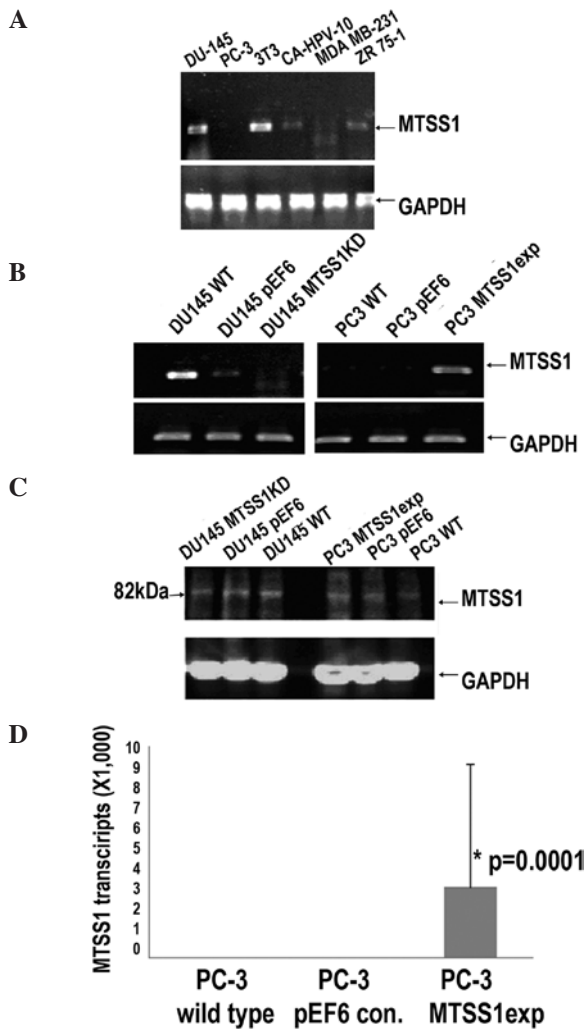 A
DU-145 PC-3 3T3 CA-HPV-10 MDA MB-231 ZR 75-1
MTSS1
GAPDH
B
DU145 WT DU145 pEF6 DU145 MTSS1KD PC3 WT PC3 pEF6 PC3 MTSS1exp
MTSS1
GAPDH
C
DU145 MTSS1KD DU145 pEF6 DU145 WT PC3 MTSS1exp PC3 pEF6 PC3 WT
82kDa
MTSS1
GAPDH
D
MTSS1 transciripts (X1,000)
10
9
8
7
6
5
4
3
2
1
0
* p=0.0001
PC-3 PC-3 PC-3
wild type pEF6 con. MTSS1exp